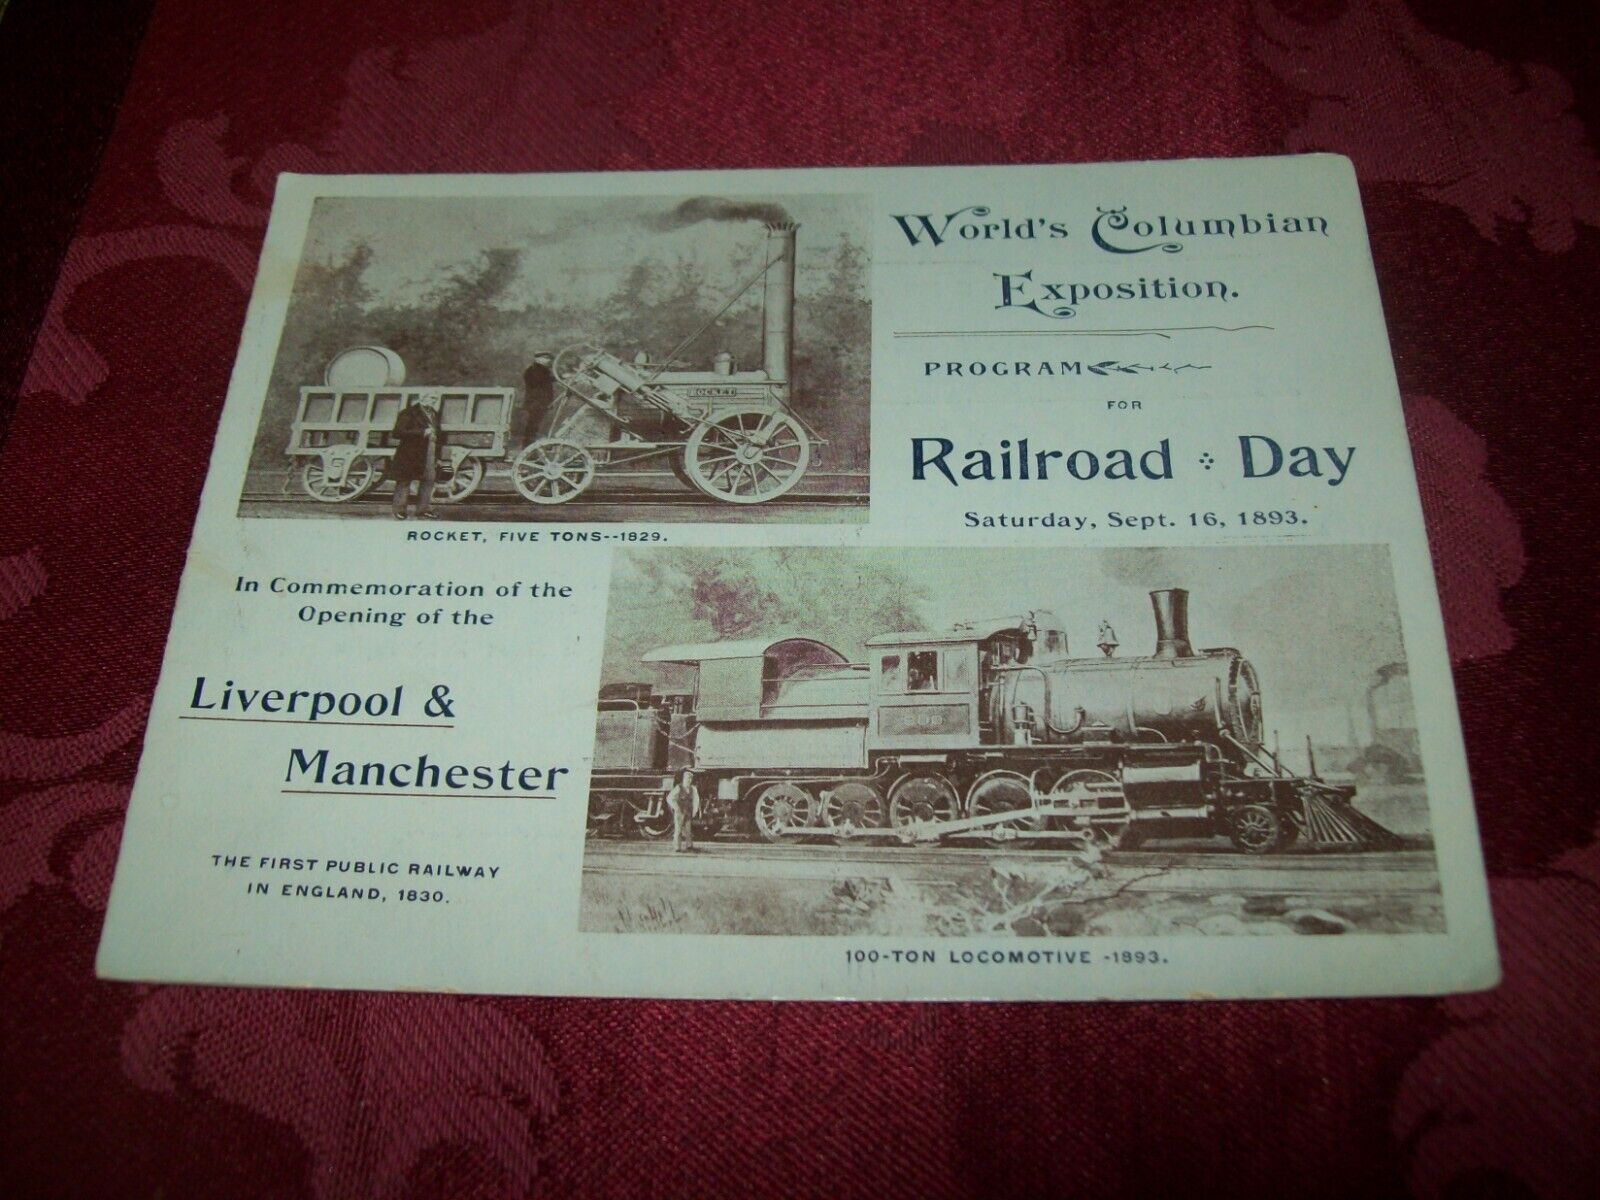 World's Columbian
Exposition.
PROGRAM
FOR
Railroad Day
Saturday, Sept. 16, 1893.
ROCKET
ROCKET, FIVE TONS--1829.
In Commemoration of the
Opening of the
Liverpool &
Manchester
THE FIRST PUBLIC RAILWAY
IN ENGLAND, 1830.
100-TON LOCOMOTIVE -1893.